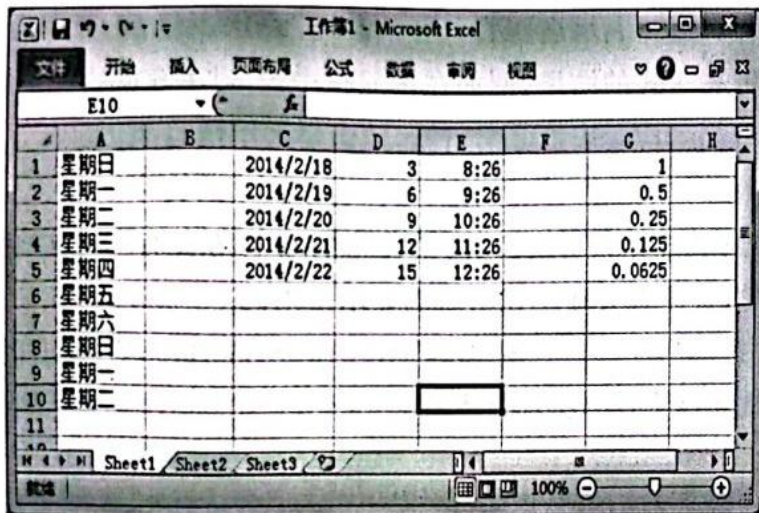 工作簿1 - Microsoft Excel
文件 开始 插入 页面布局 公式 数据 审阅 视图
E10 fx
A B C D E F G H
1 星期日 2014/2/18 3 8:26 1
2 星期一 2014/2/19 6 9:26 0.5
3 星期二 2014/2/20 9 10:26 0.25
4 星期三 2014/2/21 12 11:26 0.125
5 星期四 2014/2/22 15 12:26 0.0625
6 星期五
7 星期六
8 星期日
9 星期一
10 星期二
11
Sheet1 Sheet2 Sheet3
就绪 100%